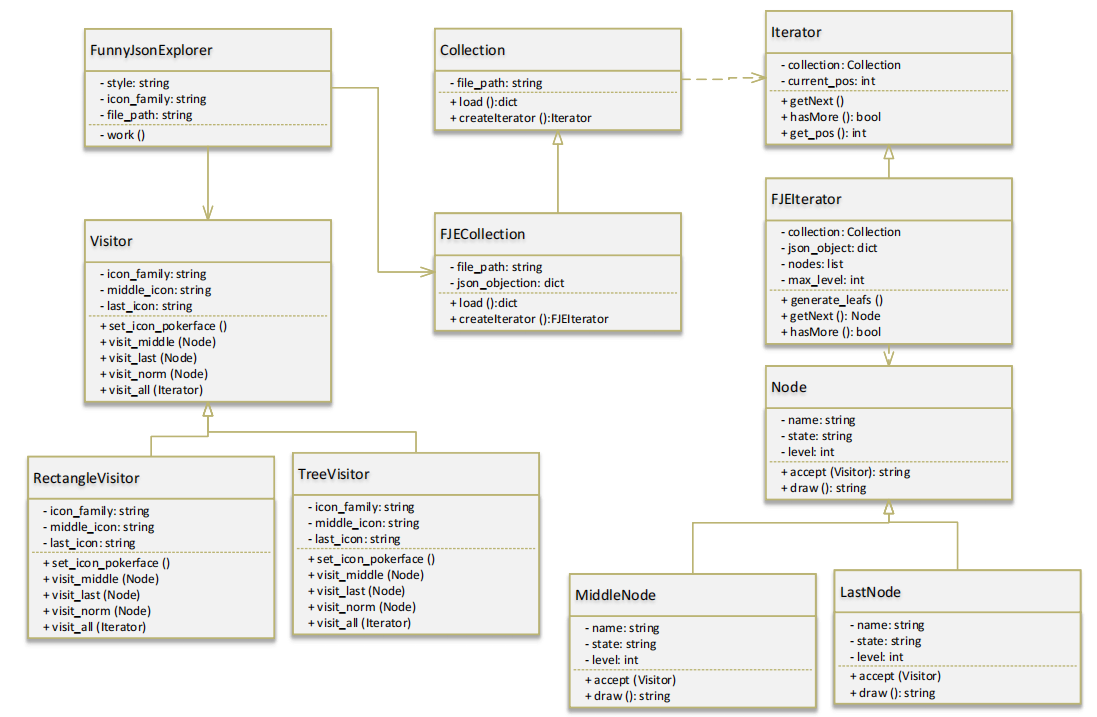 FunnyJsonExplorer
- style: string
- icon_family: string
- file_path: string
- work ()
Collection
- file_path: string
+ load ():dict
+ createIterator ():Iterator
Iterator
- collection: Collection
- current_pos: int
+ getNext ()
+ hasMore (): bool
+ get_pos (): int
Visitor
- icon_family: string
- middle_icon: string
- last_icon: string
+ set_icon_pokerface ()
+ visit_middle (Node)
+ visit_last (Node)
+ visit_norm (Node)
+ visit_all (Iterator)
FJECollection
- file_path: string
- json_objection: dict
+ load ():dict
+ createIterator ():FJEIterator
FJEIterator
- collection: Collection
- json_object: dict
- nodes: list
- max_level: int
+ generate_leafs ()
+ getNext (): Node
+ hasMore (): bool
Node
- name: string
- state: string
- level: int
+ accept (Visitor): string
+ draw (): string
RectangleVisitor
- icon_family: string
- middle_icon: string
- last_icon: string
+ set_icon_pokerface ()
+ visit_middle (Node)
+ visit_last (Node)
+ visit_norm (Node)
+ visit_all (Iterator)
TreeVisitor
- icon_family: string
- middle_icon: string
- last_icon: string
+ set_icon_pokerface ()
+ visit_middle (Node)
+ visit_last (Node)
+ visit_norm (Node)
+ visit_all (Iterator)
MiddleNode
- name: string
- state: string
- level: int
+ accept (Visitor)
+ draw (): string
LastNode
- name: string
- state: string
- level: int
+ accept (Visitor)
+ draw (): string